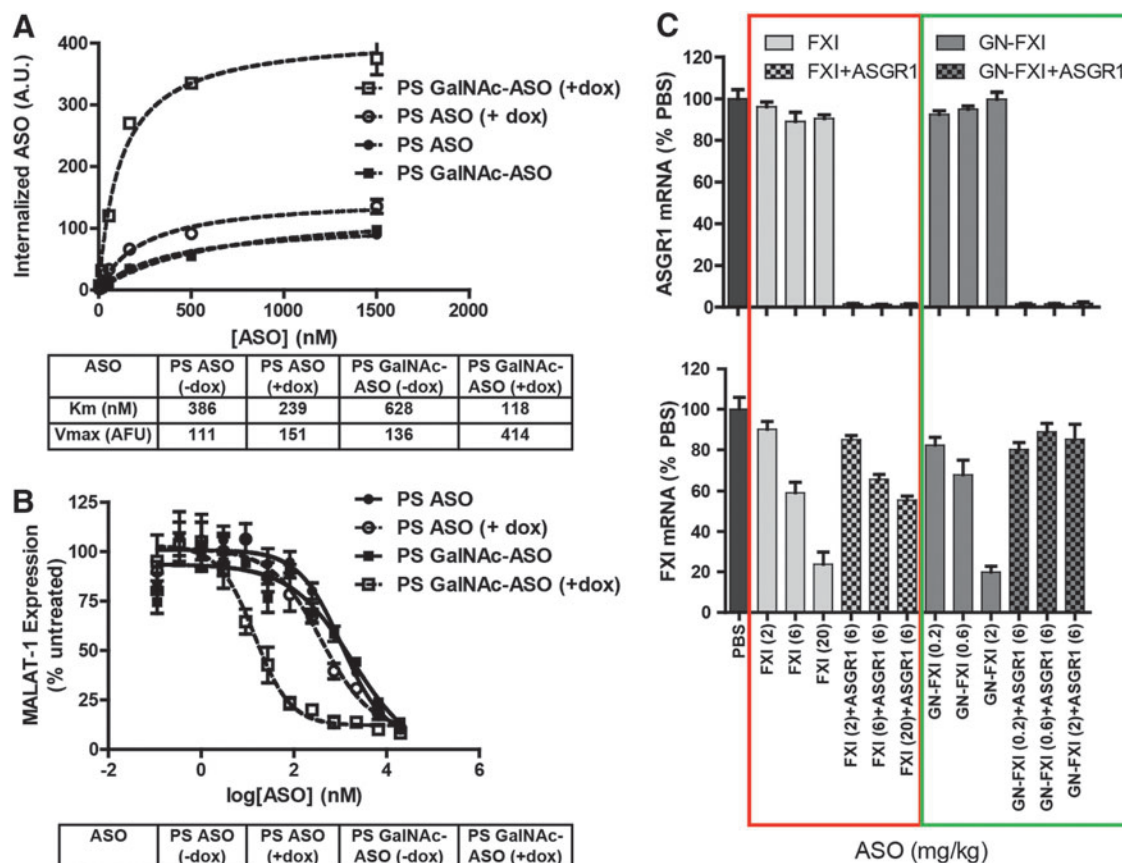 A
400
300
200
100
0
Internalized ASO (A.U.)
0 500 1000 1500 2000
[ASO] (nM)
PS GalNAc-ASO (+dox)
PS ASO (+ dox)
PS ASO
PS GalNAc-ASO
ASO PS ASO (-dox) PS ASO (+dox) PS GalNAc-ASO (-dox) PS GalNAc-ASO (+dox)
Km (nM) 386 239 628 118
Vmax (AFU) 111 151 136 414
B
125
100
75
50
25
0
MALAT-1 Expression
(% untreated)
-2 0 2 4 6
log[ASO] (nM)
PS ASO
PS ASO (+ dox)
PS GalNAc-ASO
PS GalNAc-ASO (+dox)
ASO PS ASO (-dox) PS ASO (+dox) PS GalNAc-ASO (-dox) PS GalNAc-ASO (+dox)
C
FXI
FXI+ASGR1
GN-FXI
GN-FXI+ASGR1
120
100
80
60
40
20
0
ASGR1 mRNA (% PBS)
120
100
80
60
40
20
0
FXI mRNA (% PBS)
PBS
FXI (2)
FXI (6)
FXI (20)
FXI (2)+ASGR1 (6)
FXI (6)+ASGR1 (6)
FXI (20)+ASGR1 (6)
GN-FXI (0.2)
GN-FXI (0.6)
GN-FXI (2)
GN-FXI (0.2)+ASGR1 (6)
GN-FXI (0.6)+ASGR1 (6)
GN-FXI (2)+ASGR1 (6)
ASO (mg/kg)